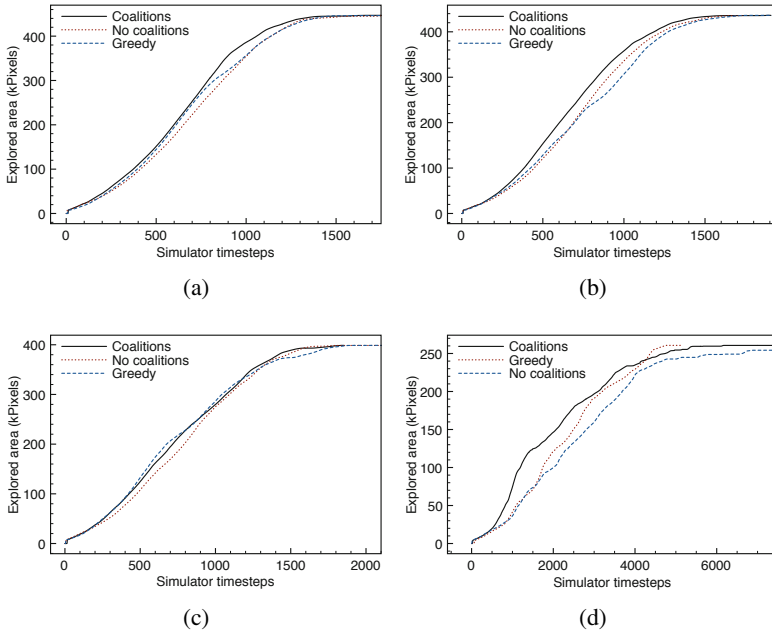 Coalitions
No coalitions
Greedy
400
300
200
100
0
Explored area (kPixels)
0 500 1000 1500
Simulator timesteps
(a)
Coalitions
No coalitions
Greedy
400
300
200
100
0
Explored area (kPixels)
0 500 1000 1500
Simulator timesteps
(b)
Coalitions
No coalitions
Greedy
400
300
200
100
0
Explored area (kPixels)
0 500 1000 1500 2000
Simulator timesteps
(c)
Coalitions
Greedy
No coalitions
250
200
150
100
50
0
Explored area (kPixels)
0 2000 4000 6000
Simulator timesteps
(d)